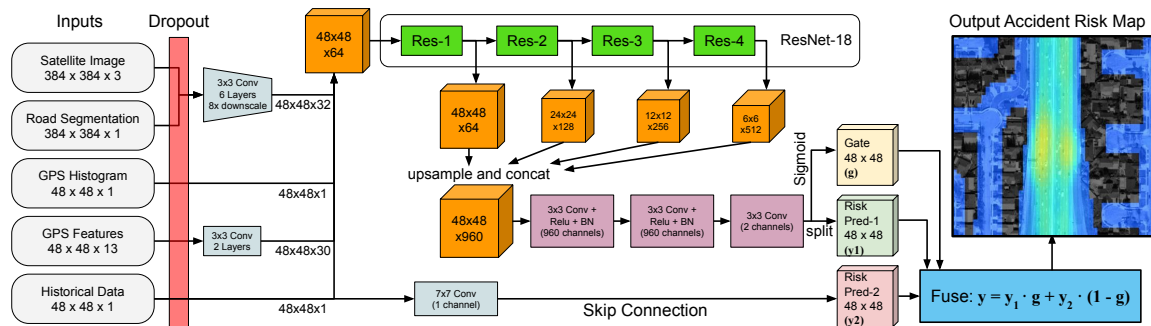 Inputs
Dropout
Satellite Image
384 x 384 x 3
Road Segmentation
384 x 384 x 1
GPS Histogram
48 x 48 x 1
GPS Features
48 x 48 x 13
Historical Data
48 x 48 x 1
3x3 Conv
6 Layers
8x downscale
48x48x32
48x48x1
3x3 Conv
2 Layers
48x48x30
48x48x1
48x48
x64
Res-1
Res-2
Res-3
Res-4
ResNet-18
48x48
x64
24x24
x128
12x12
x256
6x6
x512
upsample and concat
48x48
x960
3x3 Conv +
Relu + BN
(960 channels)
3x3 Conv +
Relu + BN
(960 channels)
3x3 Conv
(2 channels)
Sigmoid
split
Gate
48 x 48
(g)
Risk
Pred-1
48 x 48
(y1)
7x7 Conv
(1 channel)
Skip Connection
Risk
Pred-2
48 x 48
(y2)
Output Accident Risk Map
Fuse: y = y₁ · g + y₂ · (1 - g)